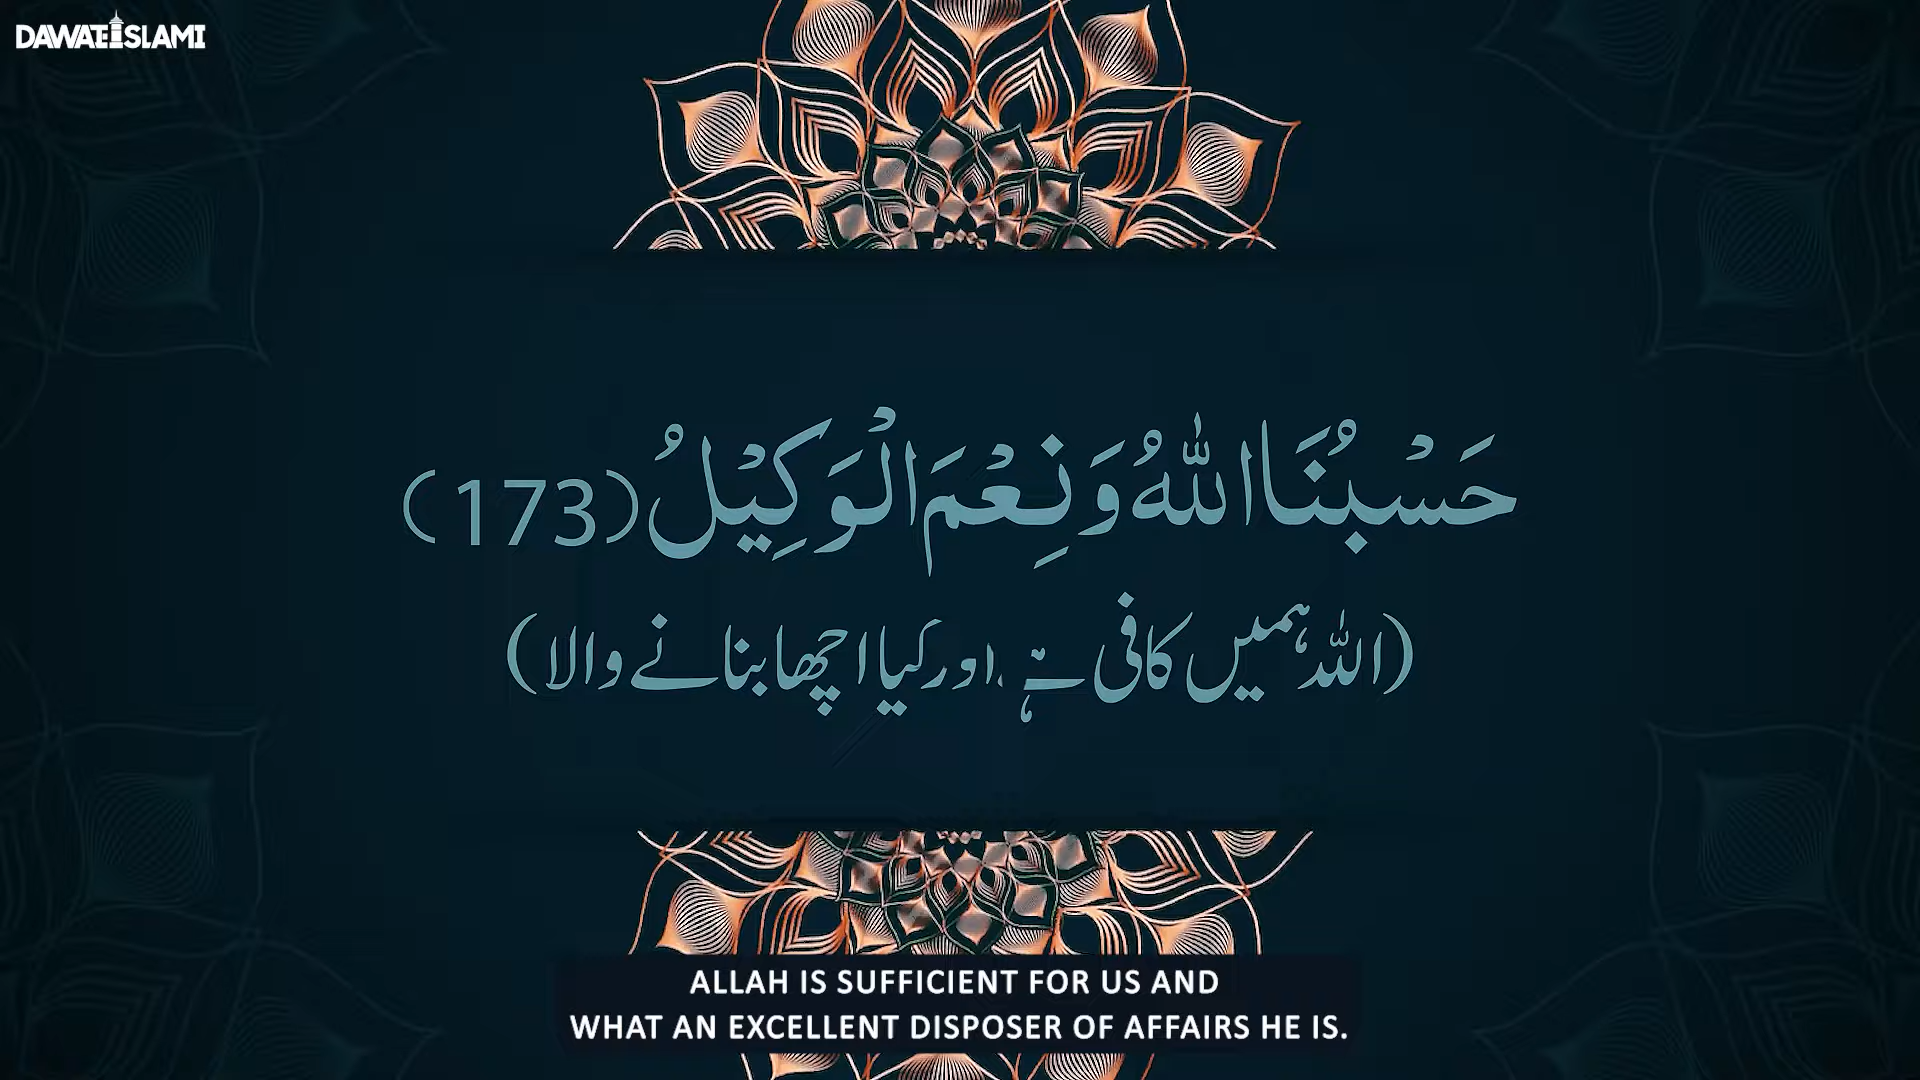 DAWATEISLAMI
حَسْبُنَا اللّٰهُ وَ نِعْمَ الْوَكِیْلُ(173)
(اللہ ہمیں کافی ہے، اور کیا اچھا بنانے والا)
ALLAH IS SUFFICIENT FOR US AND
WHAT AN EXCELLENT DISPOSER OF AFFAIRS HE IS.